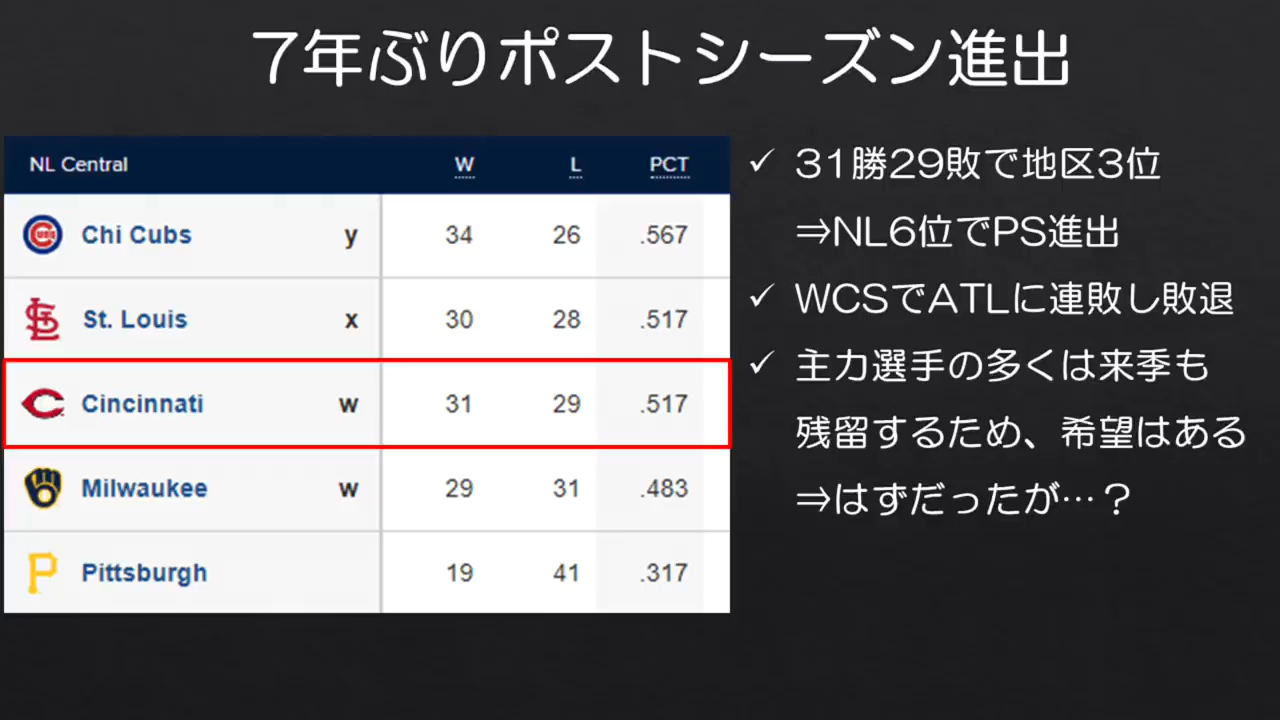 7年ぶりポストシーズン進出
NL Central W L PCT
Chi Cubs y 34 26 .567
St. Louis x 30 28 .517
Cincinnati w 31 29 .517
Milwaukee w 29 31 .483
Pittsburgh 19 41 .317
✓ 31勝29敗で地区3位
⇒NL6位でPS進出
✓ WCSでATLに連敗し敗退
✓ 主力選手の多くは来季も
残留するため、希望はある
⇒はずだったが…？